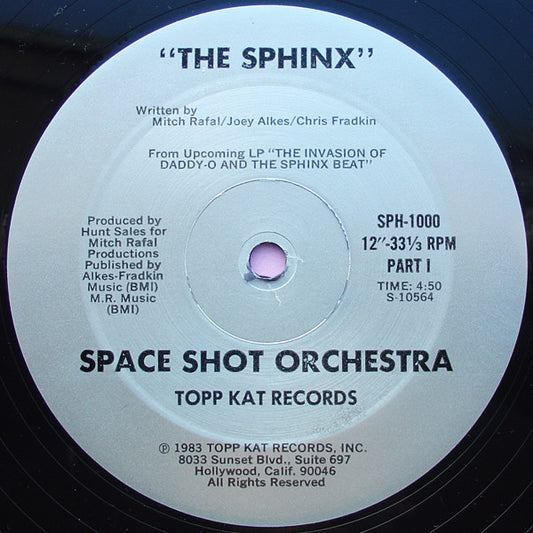 "THE SPHINX"
Written by
Mitch Rafal/Joey Alkes/Chris Fradkin
From Upcoming LP "THE INVASION OF
DADDY-O AND THE SPHINX BEAT"
Produced by
Hunt Sales for
Mitch Rafal
Productions
Published by
Alkes-Fradkin
Music (BMI)
M.R. Music
(BMI)
SPH-1000
12"-33⅓ RPM
PART I
TIME: 4:50
S-10564
SPACE SHOT ORCHESTRA
TOPP KAT RECORDS
℗ 1983 TOPP KAT RECORDS, INC.
8033 Sunset Blvd., Suite 697
Hollywood, Calif. 90046
All Rights Reserved